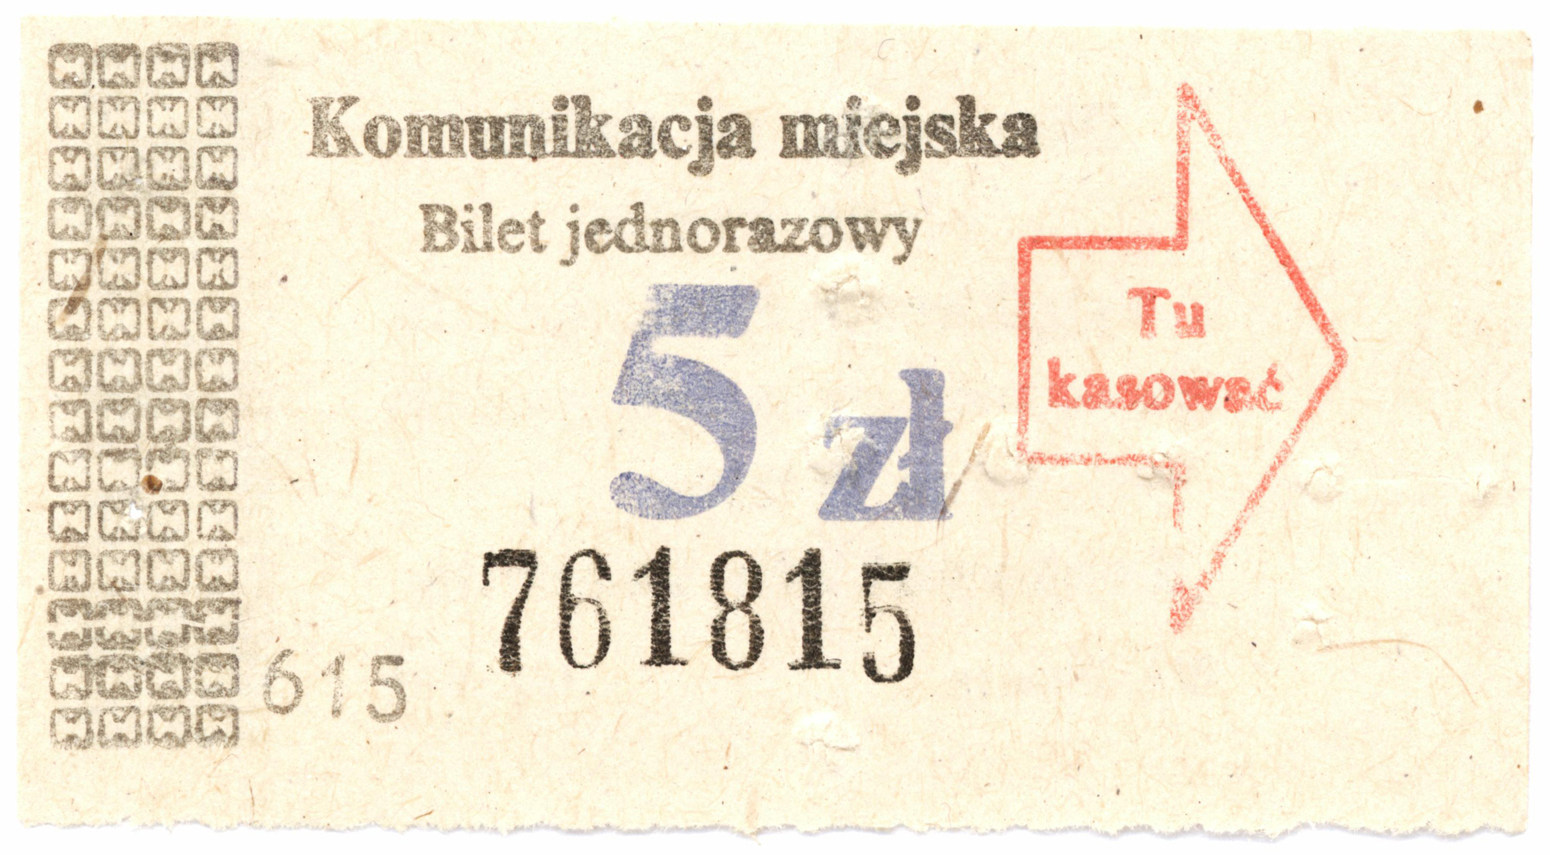 Komunikacja miejska
Bilet jednorazowy
5 zł
Tu
kasować
761815
615